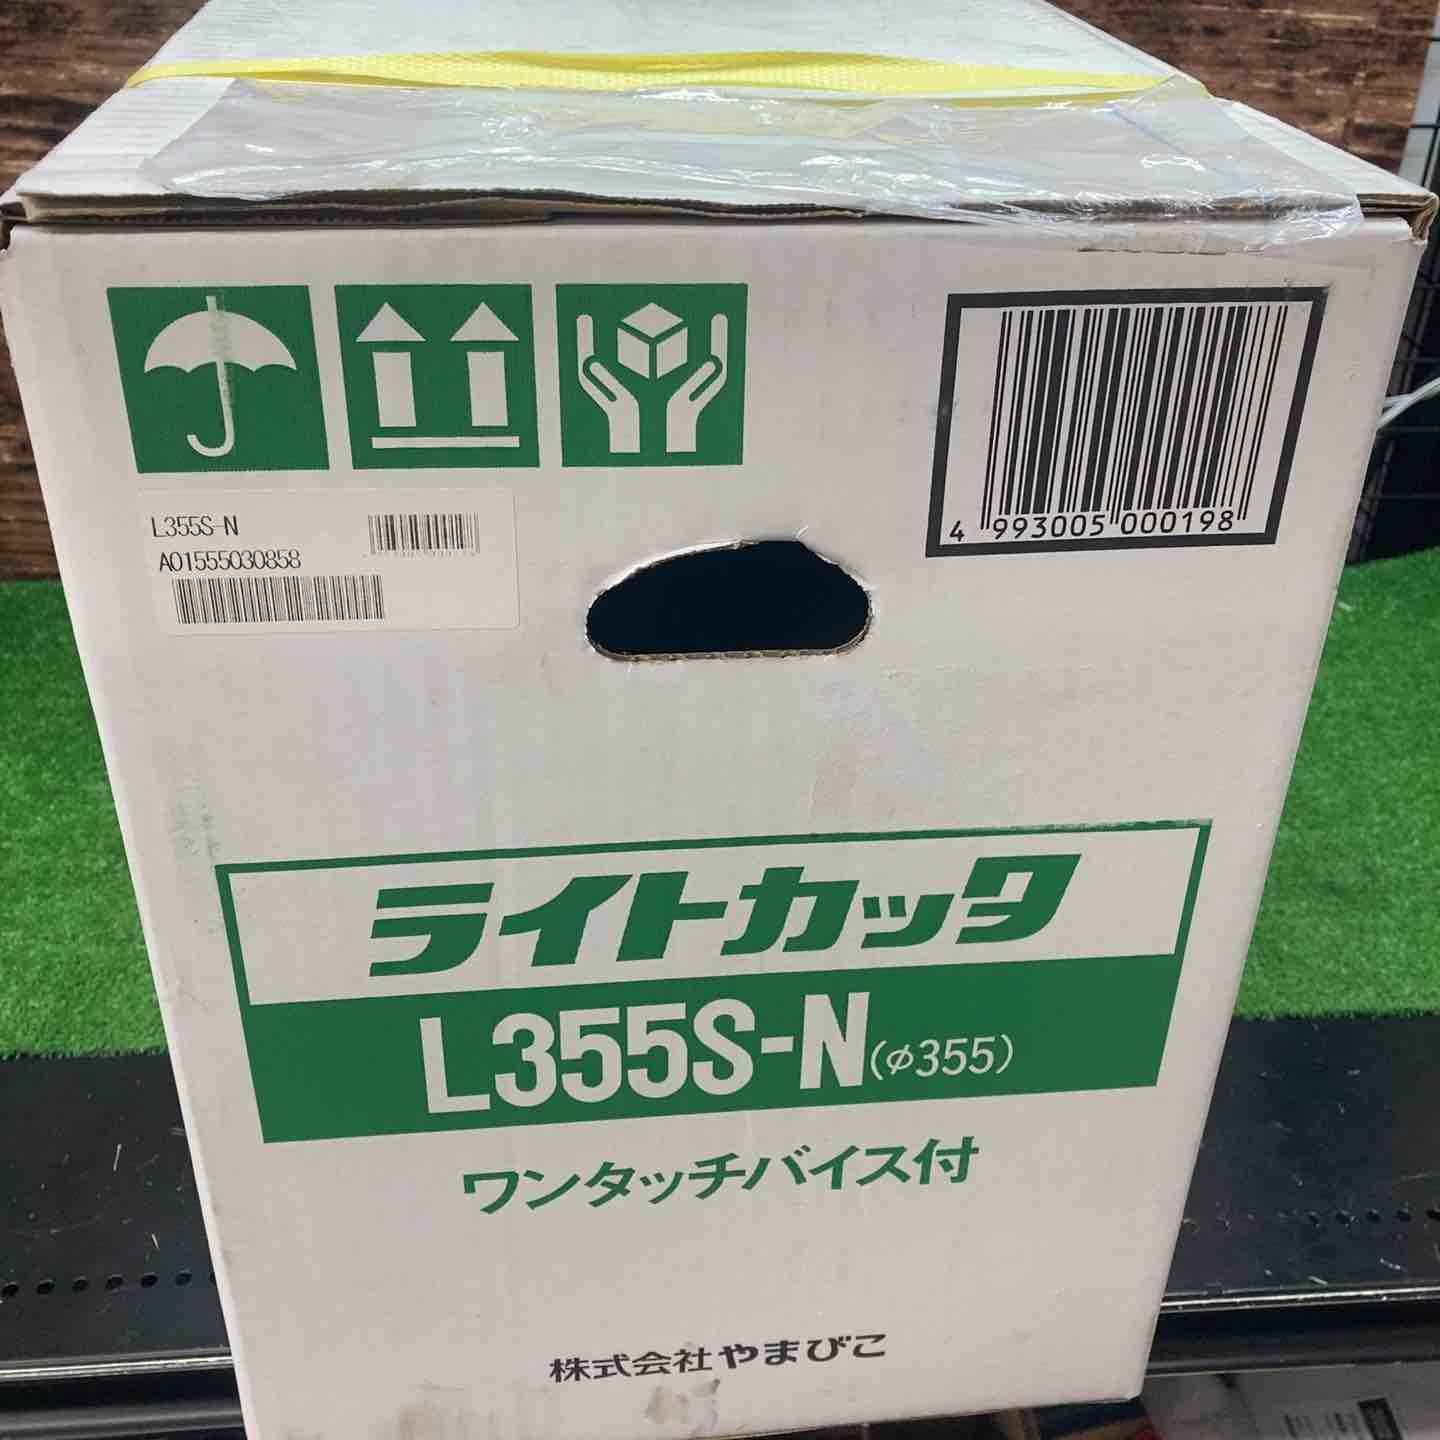 L355S-N
A01555030858
4 993005 000198
ライトカッタ
L355S-N(φ355)
ワンタッチバイス付
株式会社やまびこ